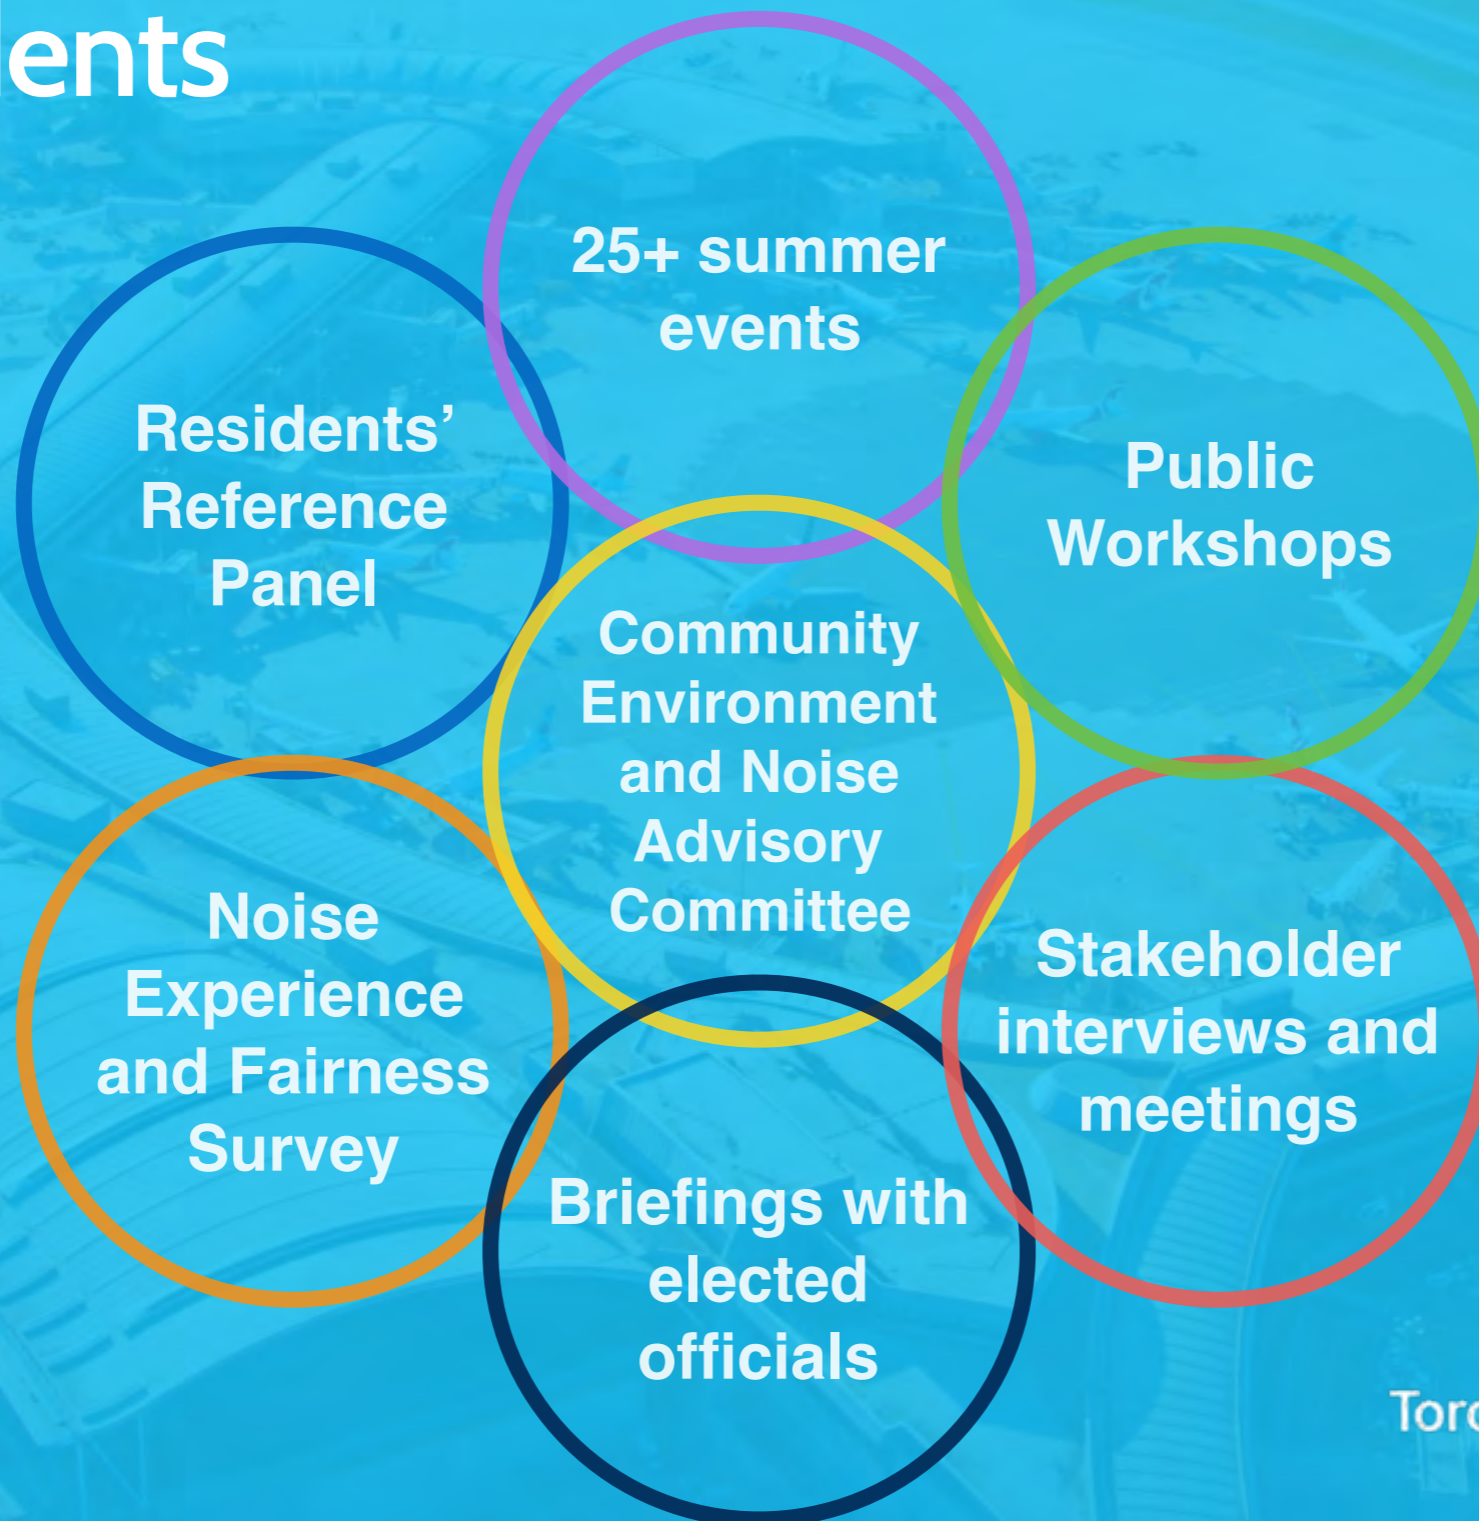 ents
25+ summer
events
Residents’
Reference
Panel
Public
Workshops
Community
Environment
and Noise
Advisory
Committee
Noise
Experience
and Fairness
Survey
Stakeholder
interviews and
meetings
Briefings with
elected
officials
Toro